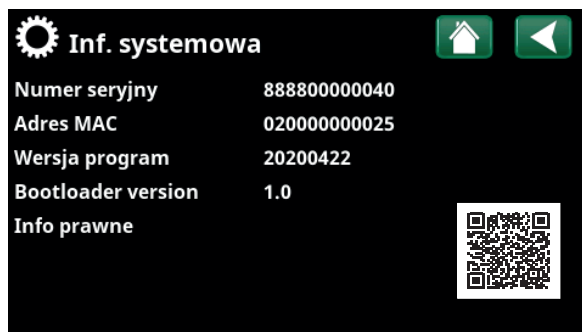 Inf. systemowa
Numer seryjny 888800000040
Adres MAC 020000000025
Wersja program 20200422
Bootloader version 1.0
Info prawne